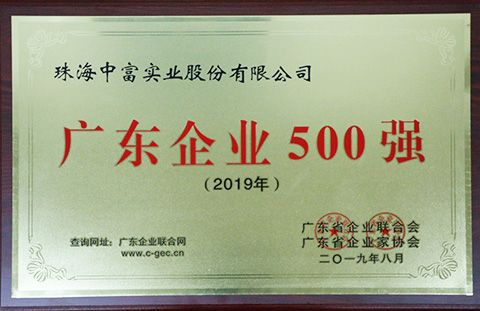 珠海中富实业股份有限公司
广东企业500强
(2019年)
广东省企业联合会
广东省企业家协会
二〇一九年八月
查询网址：广东企业联合网
www.c-gec.cn